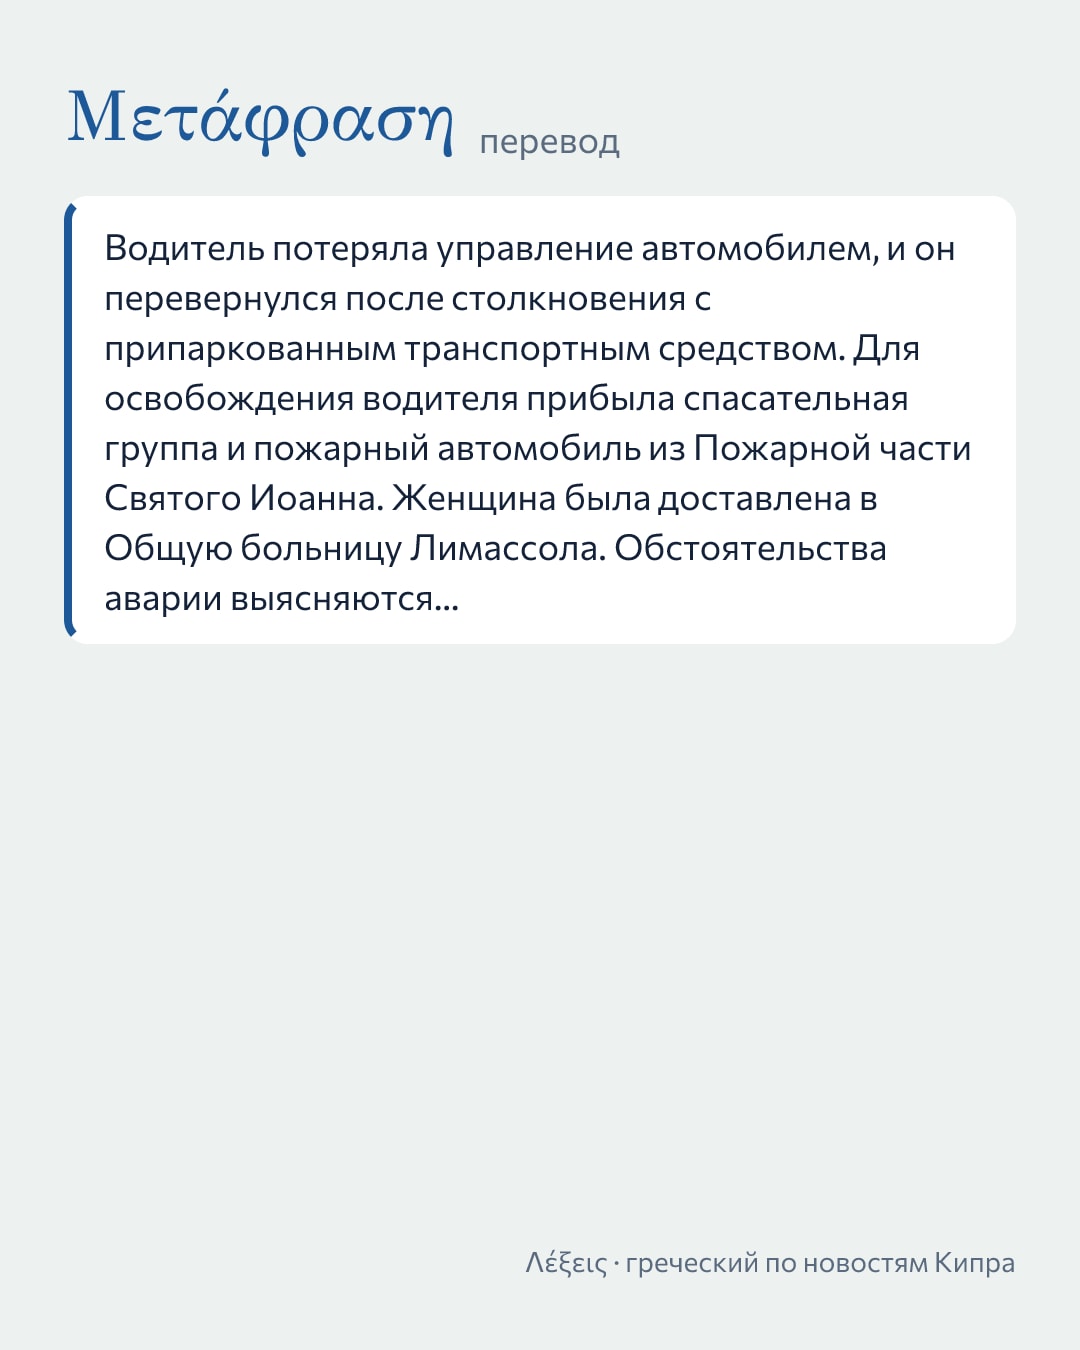 Μετάφραση перевод
Водитель потеряла управление автомобилем, и он
перевернулся после столкновения с
припаркованным транспортным средством. Для
освобождения водителя прибыла спасательная
группа и пожарный автомобиль из Пожарной части
Святого Иоанна. Женщина была доставлена в
Общую больницу Лимассола. Обстоятельства
аварии выясняются...
Λέξεις · греческий по новостям Кипра